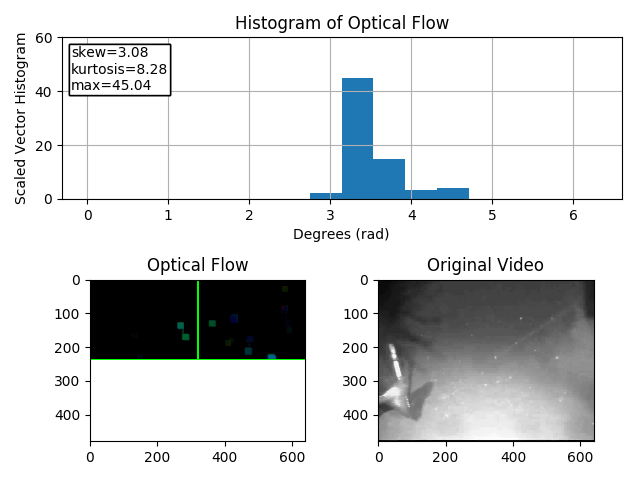 Histogram of Optical Flow
skew=3.08
kurtosis=8.28
max=45.04
Scaled Vector Histogram
60
40
20
0
0 1 2 3 4 5 6
Degrees (rad)
Optical Flow
0
100
200
300
400
0 200 400 600
Original Video
0
100
200
300
400
0 200 400 600